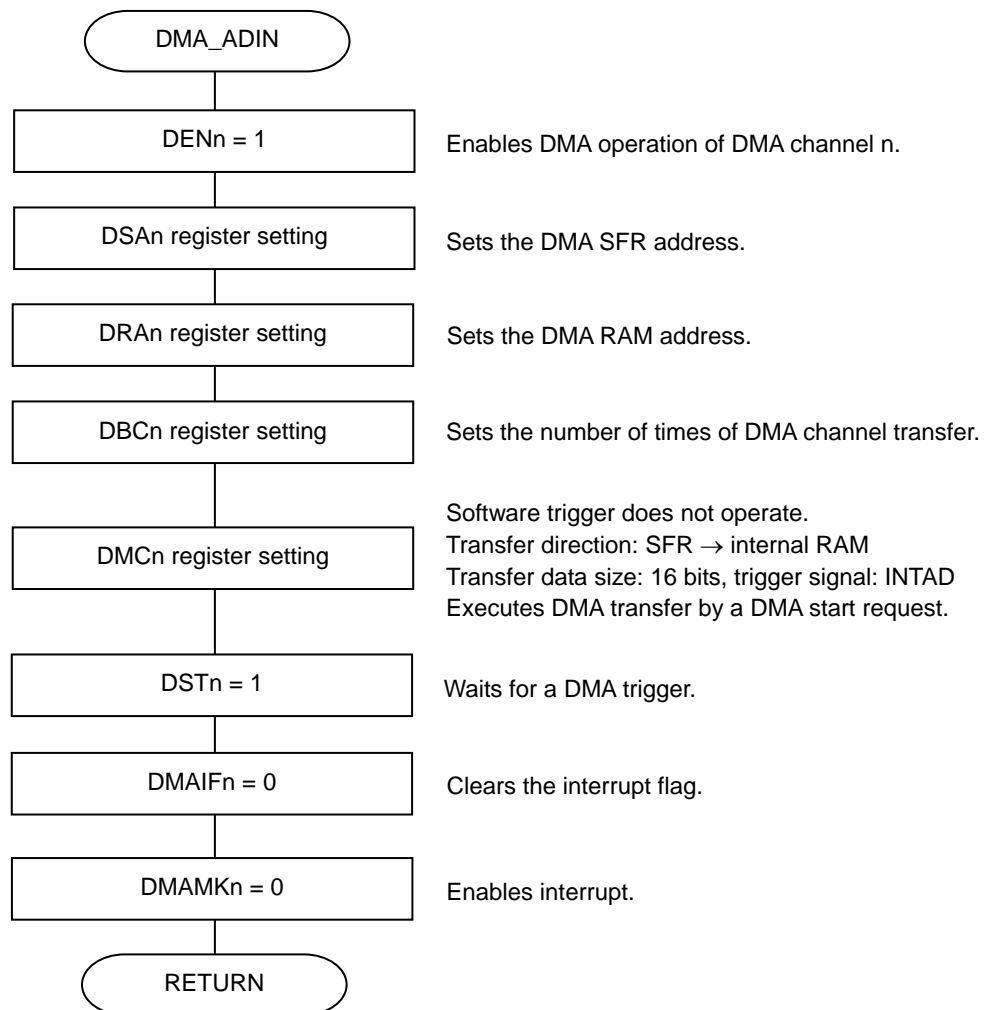 DMA_ADIN
DENn = 1
Enables DMA operation of DMA channel n.
DSAn register setting
Sets the DMA SFR address.
DRAn register setting
Sets the DMA RAM address.
DBCn register setting
Sets the number of times of DMA channel transfer.
DMCn register setting
Software trigger does not operate.
Transfer direction: SFR → internal RAM
Transfer data size: 16 bits, trigger signal: INTAD
Executes DMA transfer by a DMA start request.
DSTn = 1
Waits for a DMA trigger.
DMAIFn = 0
Clears the interrupt flag.
DMAMKn = 0
Enables interrupt.
RETURN